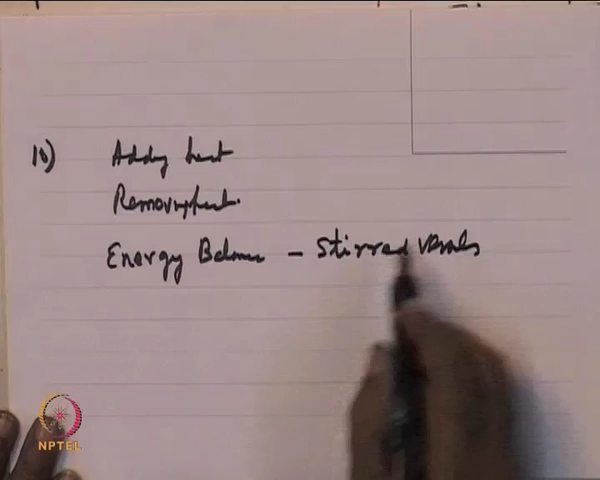 10) Adding heat
Removing heat.
Energy Balance – Stirred vessels
NPTEL